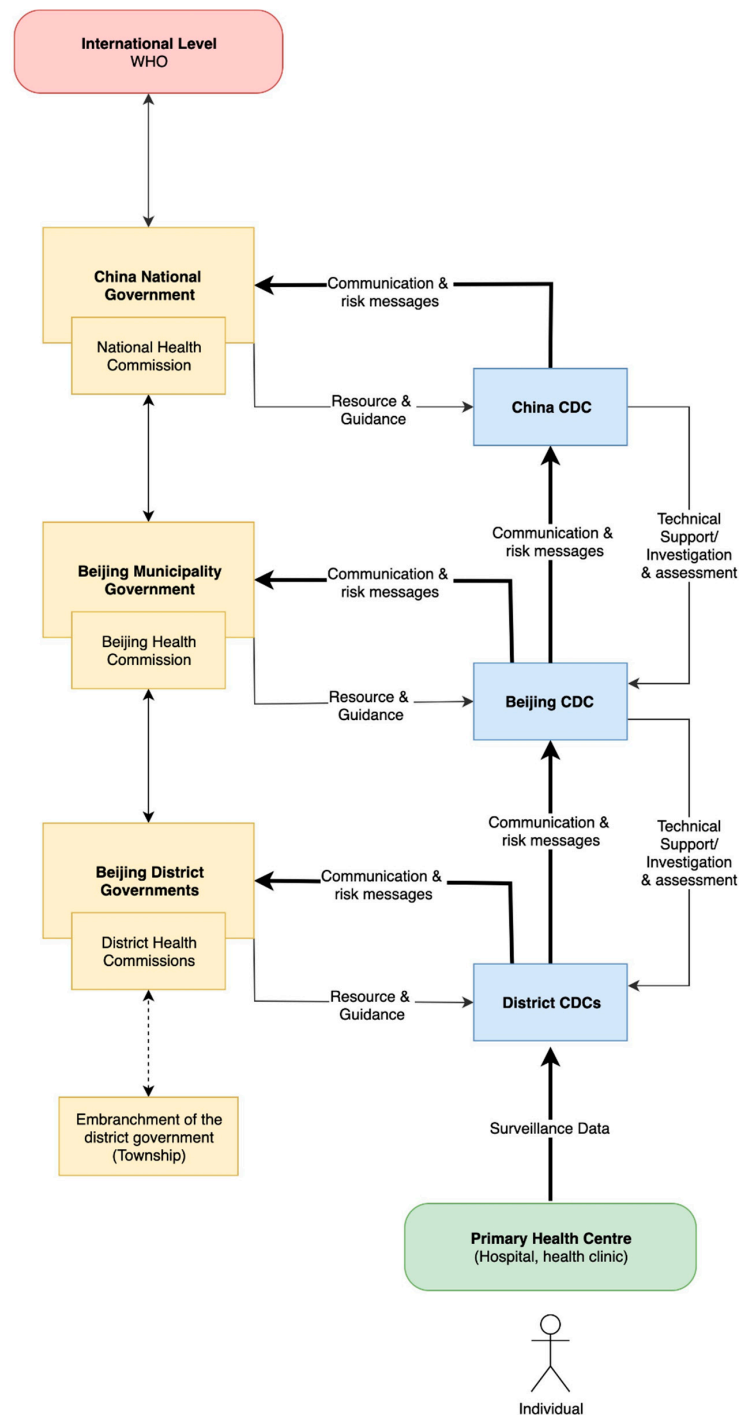 International Level
WHO
China National
Government
Communication &
risk messages
National Health
Commission
Resource &
Guidance
China CDC
Technical
Support/
Investigation
& assessment
Communication &
risk messages
Beijing Municipality
Government
Communication &
risk messages
Beijing Health
Commission
Resource &
Guidance
Beijing CDC
Technical
Support/
Investigation
& assessment
Communication &
risk messages
Beijing District
Governments
Communication &
risk messages
District Health
Commissions
Resource &
Guidance
District CDCs
Embranchment of the
district government
(Township)
Surveillance Data
Primary Health Centre
(Hospital, health clinic)
Individual